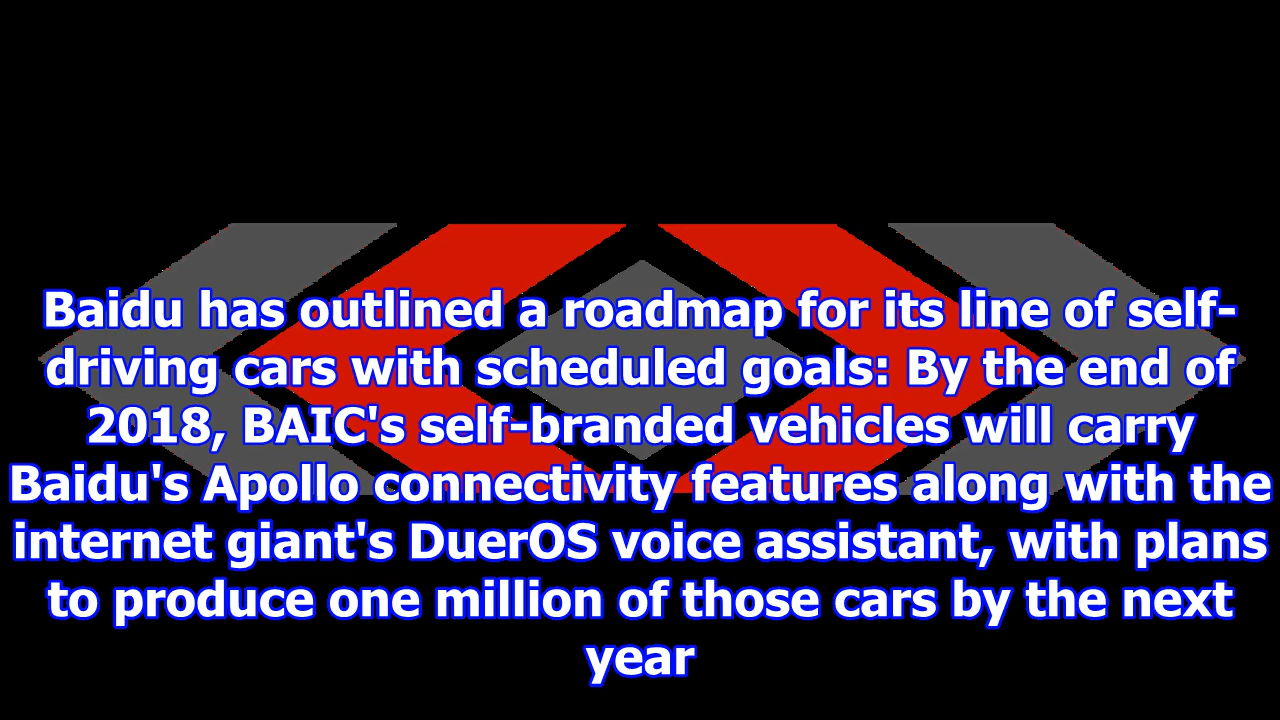 Baidu has outlined a roadmap for its line of self-
driving cars with scheduled goals: By the end of
2018, BAIC's self-branded vehicles will carry
Baidu's Apollo connectivity features along with the
internet giant's DuerOS voice assistant, with plans
to produce one million of those cars by the next
year